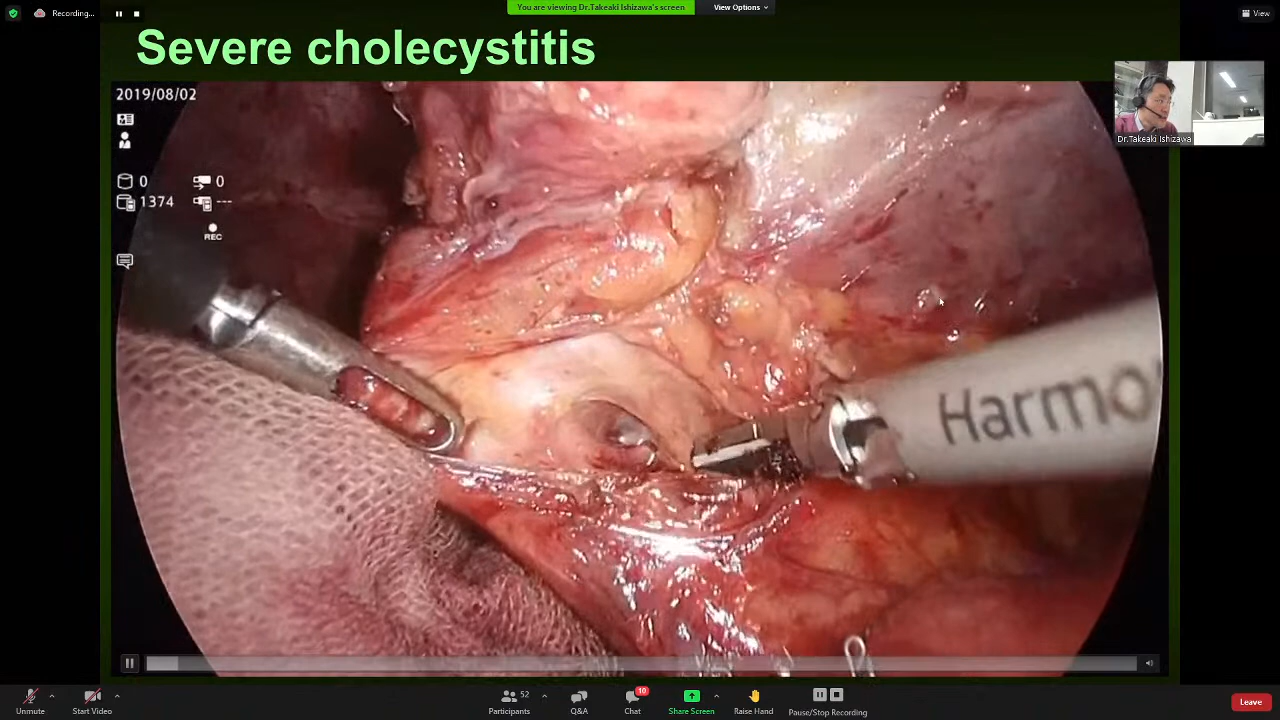 Recording...
You are viewing Dr.Takeaki Ishizawa's screen
View Options
View
Severe cholecystitis
2019/08/02
0
0
1374
---
REC
Dr.Takeaki Ishizawa
Harmo
Unmute
Start Video
52
Participants
Q&A
10
Chat
Share Screen
Raise Hand
Pause/Stop Recording
Leave